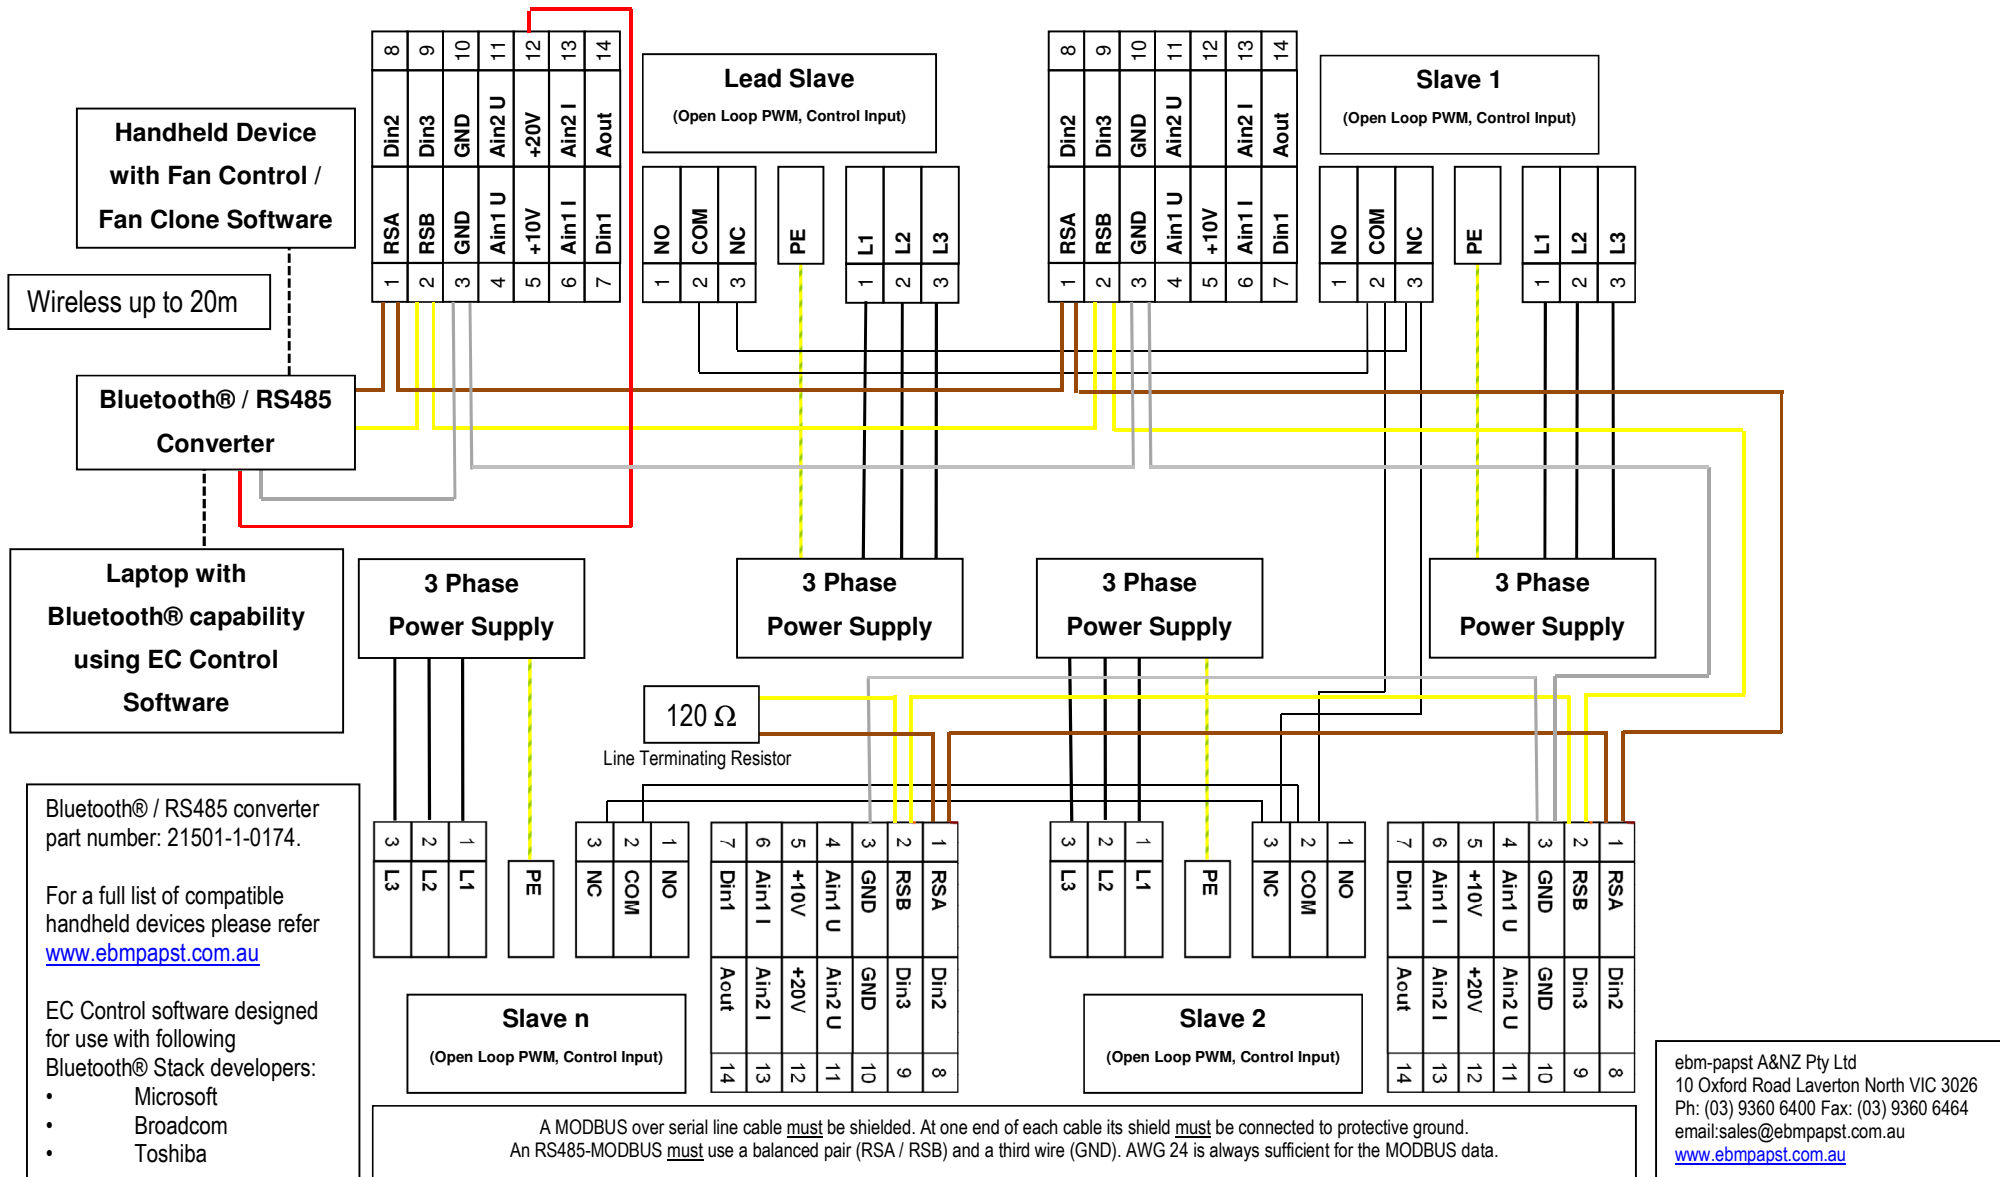 8 9 10 11 12 13 14
Din2 Din3 GND Ain2 U +20V Ain2 I Aout
RSA RSB GND Ain1 U +10V Ain1 I Din1
1 2 3 4 5 6 7
Lead Slave
(Open Loop PWM, Control Input)
NO COM NC
1 2 3
PE
L1 L2 L3
1 2 3
8 9 10 11 12 13 14
Din2 Din3 GND Ain2 U Ain2 I Aout
RSA RSB GND Ain1 U +10V Ain1 I Din1
1 2 3 4 5 6 7
Slave 1
(Open Loop PWM, Control Input)
NO COM NC
1 2 3
PE
L1 L2 L3
1 2 3
Handheld Device
with Fan Control /
Fan Clone Software
Wireless up to 20m
Bluetooth® / RS485
Converter
Laptop with
Bluetooth® capability
using EC Control
Software
3 Phase
Power Supply
3 Phase
Power Supply
3 Phase
Power Supply
3 Phase
Power Supply
120 Ω
Line Terminating Resistor
Bluetooth® / RS485 converter
part number: 21501-1-0174.
For a full list of compatible
handheld devices please refer
www.ebmpapst.com.au
EC Control software designed
for use with following
Bluetooth® Stack developers:
• Microsoft
• Broadcom
• Toshiba
3 2 1
L3 L2 L1
PE
3 2 1
NC COM NO
7 6 5 4 3 2 1
Din1 Ain1 I +10V Ain1 U GND RSB RSA
Aout Ain2 I +20V Ain2 U GND Din3 Din2
14 13 12 11 10 9 8
Slave n
(Open Loop PWM, Control Input)
3 2 1
L3 L2 L1
PE
3 2 1
NC COM NO
7 6 5 4 3 2 1
Din1 Ain1 I +10V Ain1 U GND RSB RSA
Aout Ain2 I +20V Ain2 U GND Din3 Din2
14 13 12 11 10 9 8
Slave 2
(Open Loop PWM, Control Input)
A MODBUS over serial line cable must be shielded. At one end of each cable its shield must be connected to protective ground.
An RS485-MODBUS must use a balanced pair (RSA / RSB) and a third wire (GND). AWG 24 is always sufficient for the MODBUS data.
ebm-papst A&NZ Pty Ltd
10 Oxford Road Laverton North VIC 3026
Ph: (03) 9360 6400 Fax: (03) 9360 6464
email:sales@ebmpapst.com.au
www.ebmpapst.com.au